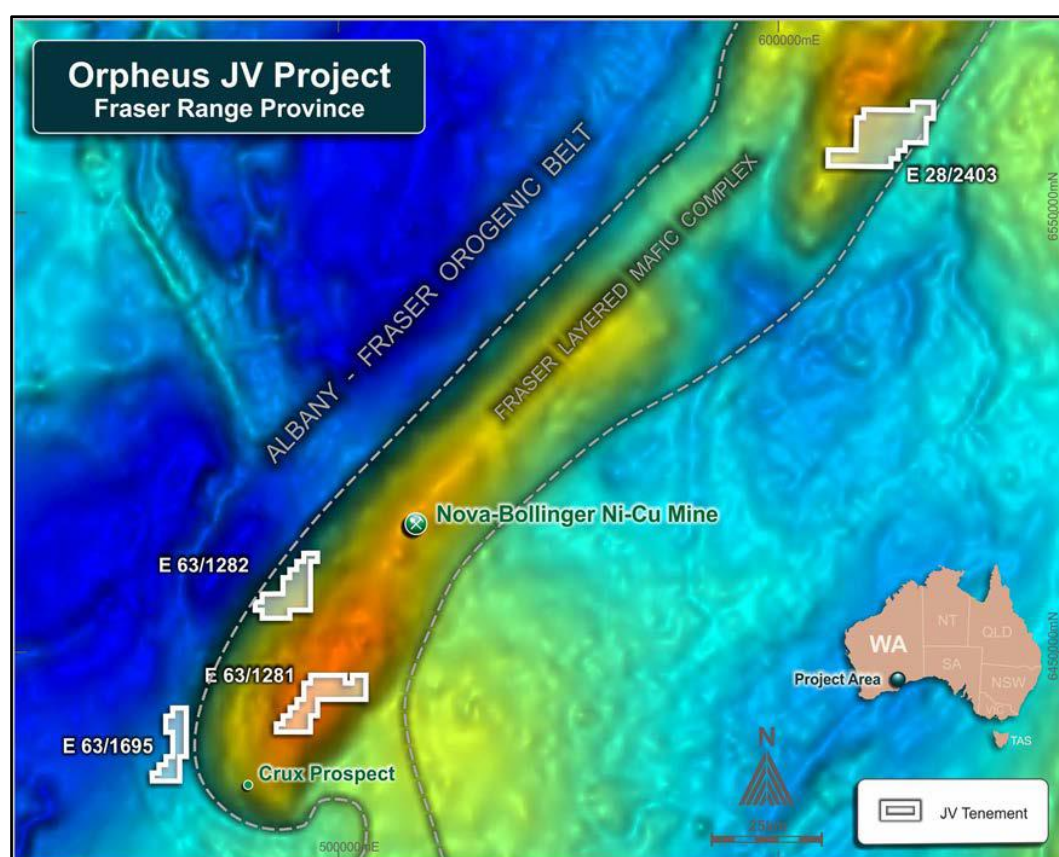 Orpheus JV Project
Fraser Range Province
600000mE
E 28/2403
6550000mN
ALBANY - FRASER OROGENIC BELT
FRASER LAYERED MAFIC COMPLEX
Nova-Bollinger Ni-Cu Mine
E 63/1282
E 63/1281
E 63/1695
Crux Prospect
500000mE
WA
NT
QLD
SA
NSW
VIC
TAS
Project Area
N
25km
JV Tenement